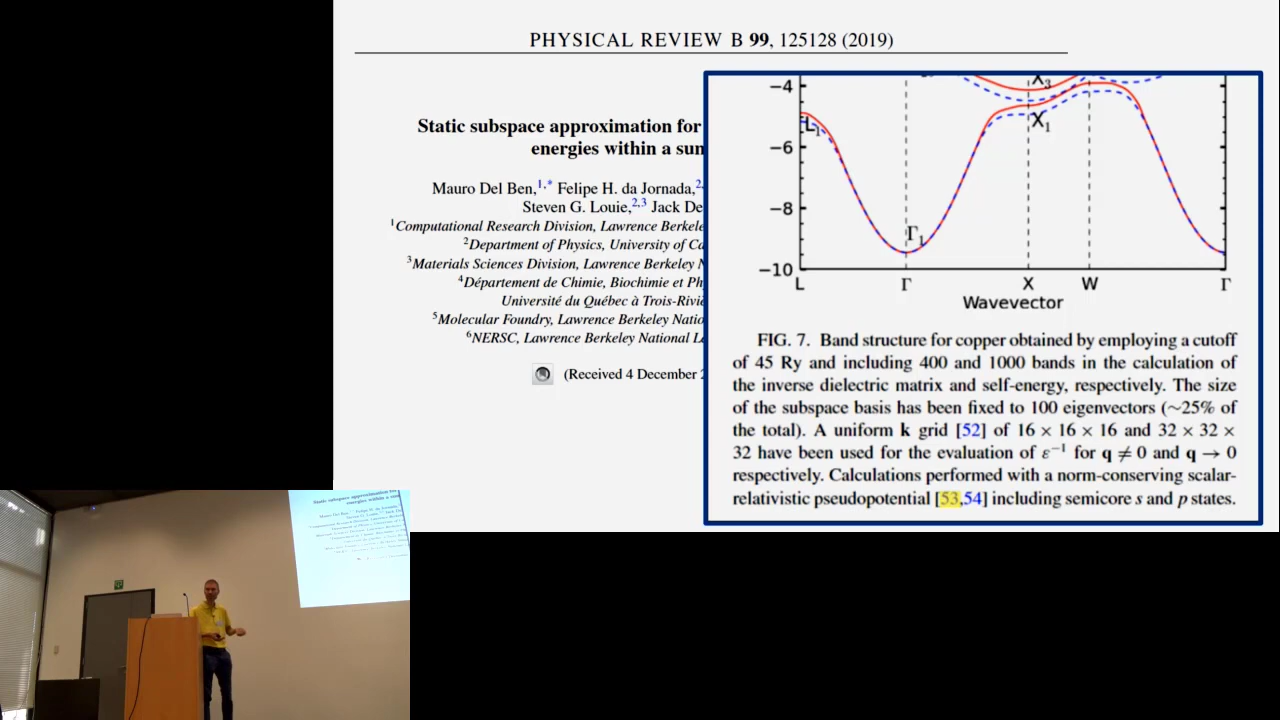 PHYSICAL REVIEW B 99, 125128 (2019)
Static subspace approximation for
energies within a
Mauro Del Ben,1,* Felipe H. da Jornada,2,
Steven G. Louie,2,3 Jack De
1Computational Research Division, Lawrence Berkele
2Department of Physics, University of Ca
3Materials Sciences Division, Lawrence Berkeley N
4Département de Chimie, Biochimie et Ph
Université du Québec à Trois-Riviè
5Molecular Foundry, Lawrence Berkeley Natio
6NERSC, Lawrence Berkeley National L
(Received 4 December
−4
X3
L1
X1
−6
−8
Γ1
−10
L Γ X W Γ
Wavevector
FIG. 7. Band structure for copper obtained by employing a cutoff
of 45 Ry and including 400 and 1000 bands in the calculation of
the inverse dielectric matrix and self-energy, respectively. The size
of the subspace basis has been fixed to 100 eigenvectors (∼25% of
the total). A uniform k grid [52] of 16 × 16 × 16 and 32 × 32 ×
32 have been used for the evaluation of ε−1 for q ≠ 0 and q → 0
respectively. Calculations performed with a norm-conserving scalar-
relativistic pseudopotential [53,54] including semicore s and p states.